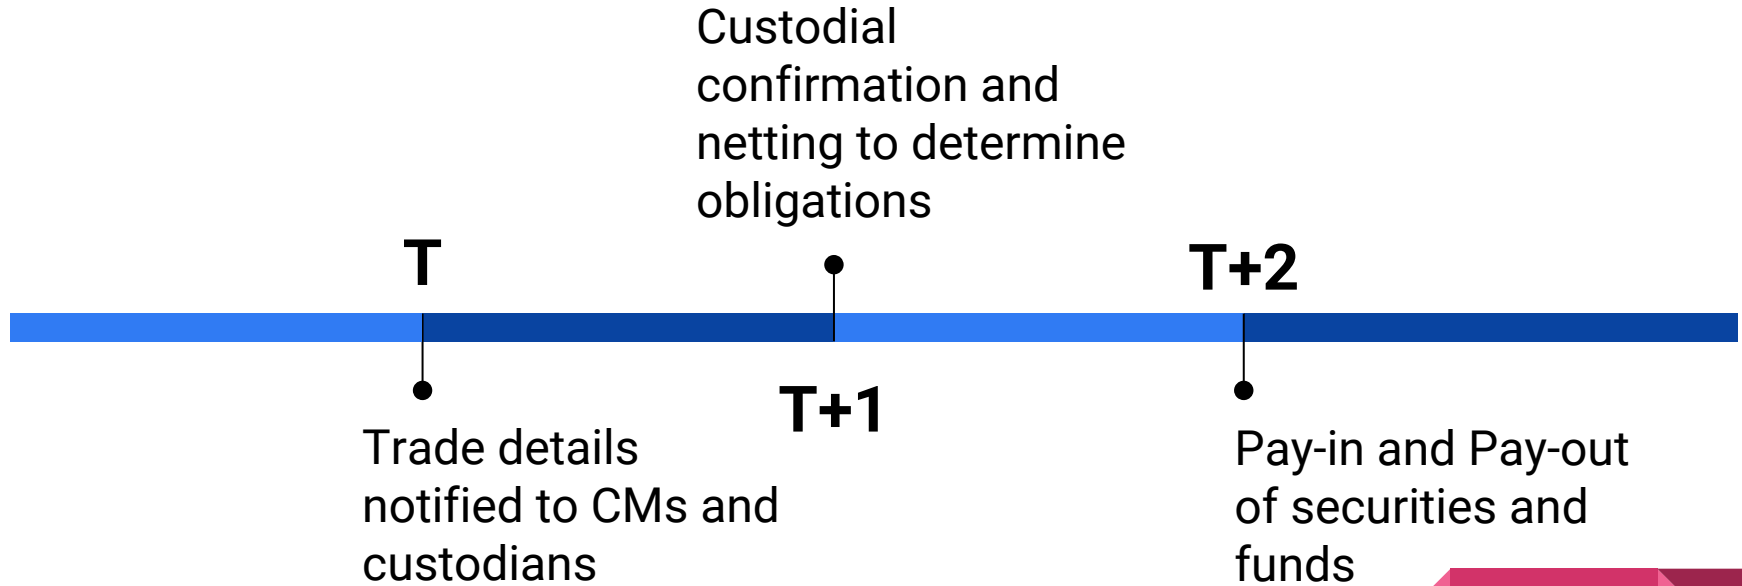 Custodial
confirmation and
netting to determine
obligations
T
T+2
T+1
Trade details
notified to CMs and
custodians
Pay-in and Pay-out
of securities and
funds